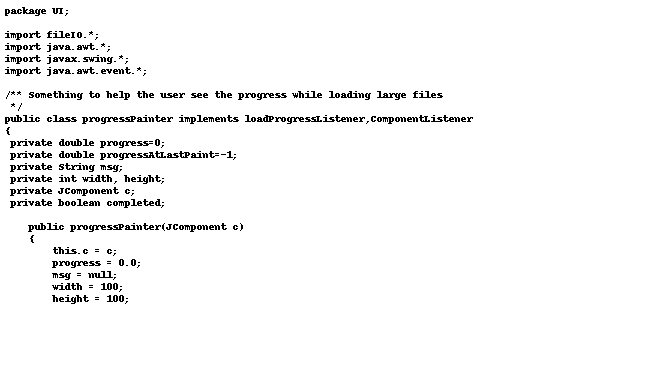 package UI;

import fileIO.*;
import java.awt.*;
import javax.swing.*;
import java.awt.event.*;

/** Something to help the user see the progress while loading large files
 */
public class progressPainter implements loadProgressListener,ComponentListener
{
 private double progress=0;
 private double progressAtLastPaint=-1;
 private String msg;
 private int width, height;
 private JComponent c;
 private boolean completed;

    public progressPainter(JComponent c)
    {
        this.c = c;
        progress = 0.0;
        msg = null;
        width = 100;
        height = 100;